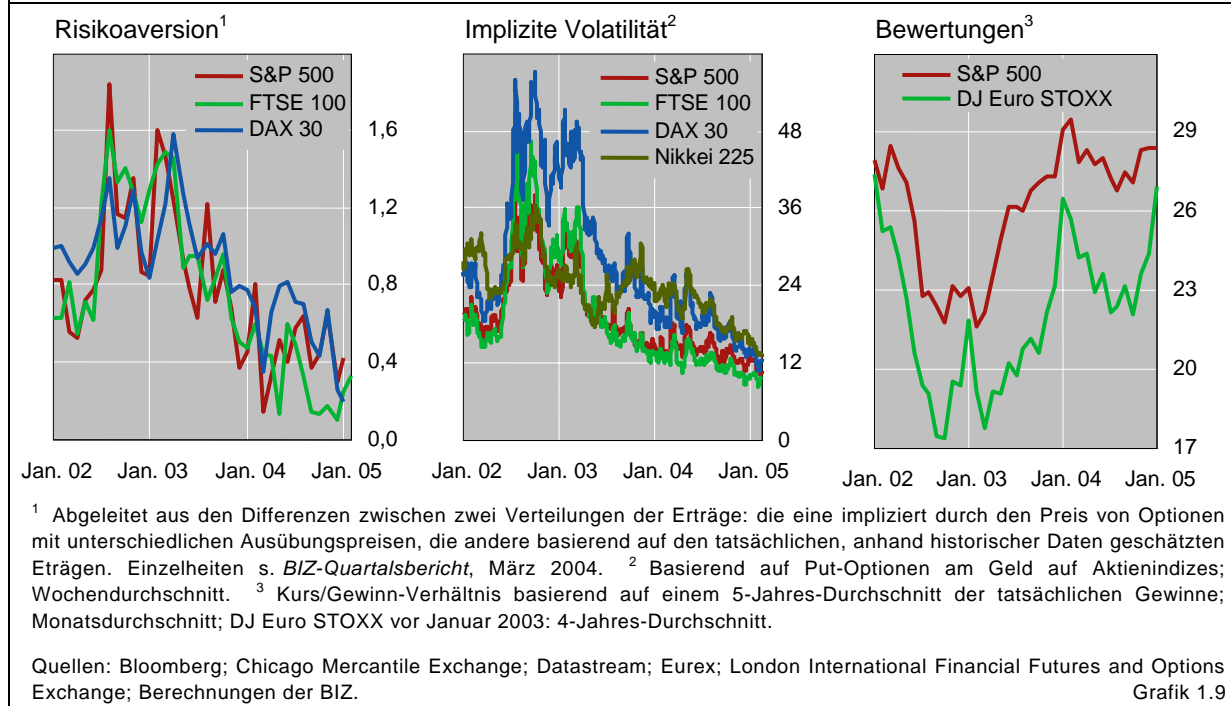 Risikoaversion¹
Implizite Volatilität²
Bewertungen³
S&P 500
FTSE 100
DAX 30
1,6
1,2
0,8
0,4
0,0
Jan. 02 Jan. 03 Jan. 04 Jan. 05
S&P 500
FTSE 100
DAX 30
Nikkei 225
48
36
24
12
0
Jan. 02 Jan. 03 Jan. 04 Jan. 05
S&P 500
DJ Euro STOXX
29
26
23
20
17
Jan. 02 Jan. 03 Jan. 04 Jan. 05
¹ Abgeleitet aus den Differenzen zwischen zwei Verteilungen der Erträge: die eine impliziert durch den Preis von Optionen
mit unterschiedlichen Ausübungspreisen, die andere basierend auf den tatsächlichen, anhand historischer Daten geschätzten
Eträgen. Einzelheiten s. BIZ-Quartalsbericht, März 2004. ² Basierend auf Put-Optionen am Geld auf Aktienindizes;
Wochendurchschnitt. ³ Kurs/Gewinn-Verhältnis basierend auf einem 5-Jahres-Durchschnitt der tatsächlichen Gewinne;
Monatsdurchschnitt; DJ Euro STOXX vor Januar 2003: 4-Jahres-Durchschnitt.
Quellen: Bloomberg; Chicago Mercantile Exchange; Datastream; Eurex; London International Financial Futures and Options
Exchange; Berechnungen der BIZ. Grafik 1.9